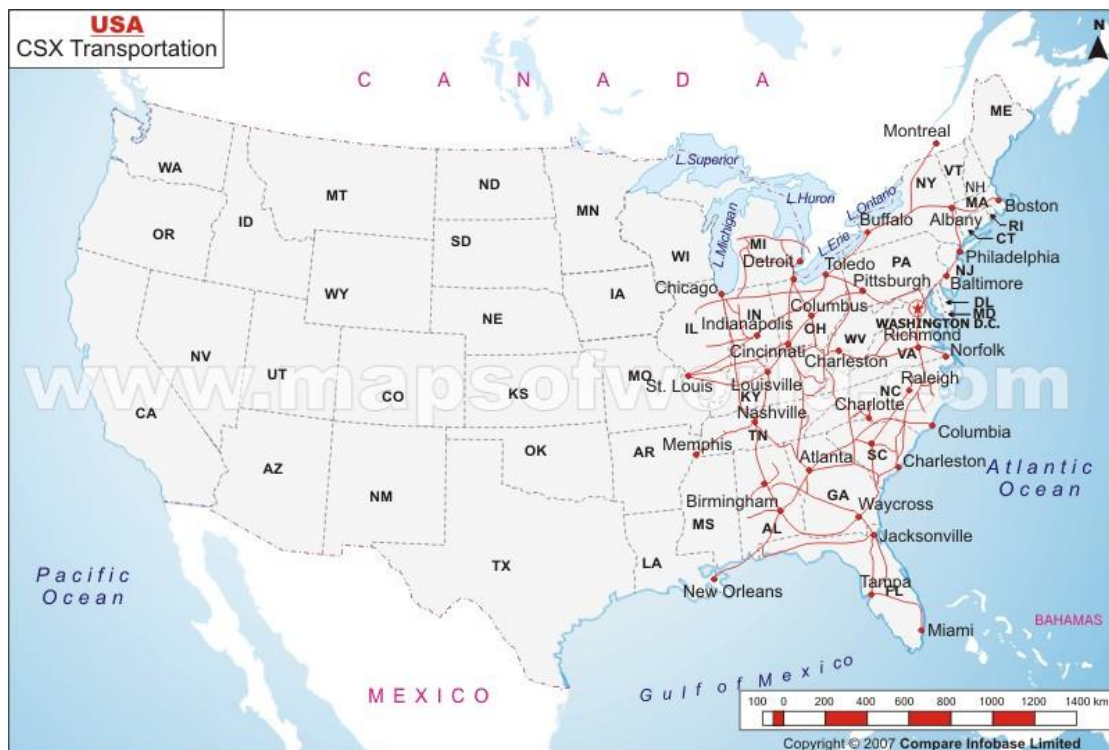 USA
CSX Transportation
N
C A N A D A
ME
Montreal
WA
L.Superior
VT
MT
ND
NY
NH
MN
L.Huron
L.Ontario
MA
Boston
OR
ID
L.Michigan
Buffalo
Albany
RI
SD
WI
MI
L.Erie
CT
Detroit
Toledo
PA
Philadelphia
WY
Chicago
Pittsburgh
NJ
Baltimore
IA
NE
Columbus
DL
IL
IN
MD
Indianapolis
OH
WASHINGTON D.C.
WV
Richmond
NV
Cincinnati
Charleston
VA
Norfolk
UT
MO
St. Louis
Louisville
Raleigh
www.mapsofworld.com
CO
KS
KY
NC
CA
Nashville
Charlotte
TN
Columbia
OK
AR
Memphis
SC
AZ
Atlanta
Charleston
Atlantic
Ocean
NM
Birmingham
GA
Waycross
MS
AL
Jacksonville
TX
LA
Pacific
Ocean
New Orleans
Tampa
FL
BAHAMAS
Miami
MEXICO
Gulf of Mexico
100 0 200 400 600 800 1000 1200 1400 km
Copyright © 2007 Compare Infobase Limited